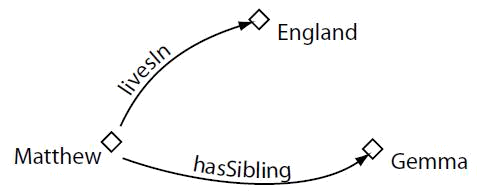 England
livesIn
Matthew
hasSibling
Gemma